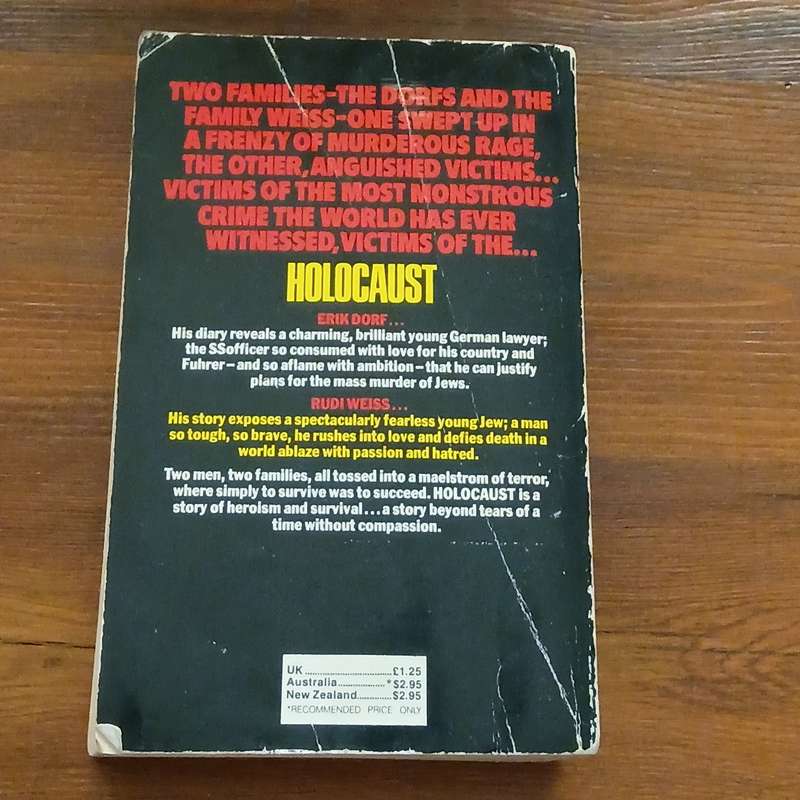 TWO FAMILIES-THE DORFS AND THE
FAMILY WEISS-ONE SWEPT UP IN
A FRENZY OF MURDEROUS RAGE,
THE OTHER, ANGUISHED VICTIMS...
VICTIMS OF THE MOST MONSTROUS
CRIME THE WORLD HAS EVER
WITNESSED, VICTIMS OF THE...
HOLOCAUST
ERIK DORF...
His diary reveals a charming, brilliant young German lawyer;
the SSofficer so consumed with love for his country and
Fuhrer–and so aflame with ambition–that he can justify
plans for the mass murder of Jews.
RUDI WEISS...
His story exposes a spectacularly fearless young Jew; a man
so tough, so brave, he rushes into love and defies death in a
world ablaze with passion and hatred.
Two men, two families, all tossed into a maelstrom of terror,
where simply to survive was to succeed. HOLOCAUST is a
story of heroism and survival...a story beyond tears of a
time without compassion.
UK ..............................£1.25
Australia..................*$2.95
New Zealand.............$2.95
*RECOMMENDED PRICE ONLY